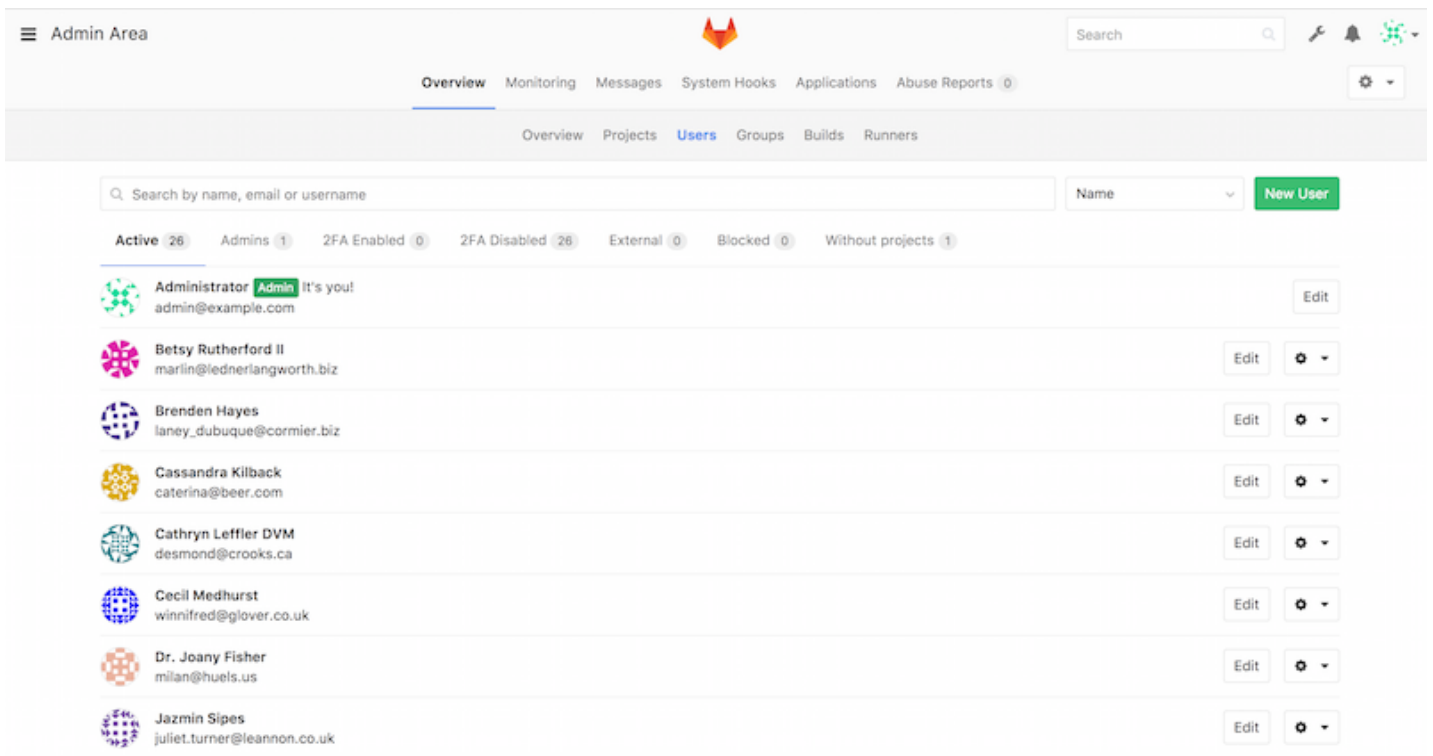 Admin Area
Search
Overview Monitoring Messages System Hooks Applications Abuse Reports 0
Overview Projects Users Groups Builds Runners
Search by name, email or username
Name
New User
Active 26 Admins 1 2FA Enabled 0 2FA Disabled 26 External 0 Blocked 0 Without projects 1
Administrator Admin It's you!
admin@example.com
Edit
Betsy Rutherford II
marlin@lednerlangworth.biz
Edit
Brenden Hayes
laney_dubuque@cormier.biz
Edit
Cassandra Kilback
caterina@beer.com
Edit
Cathryn Leffler DVM
desmond@crooks.ca
Edit
Cecil Medhurst
winnifred@glover.co.uk
Edit
Dr. Joany Fisher
milan@huels.us
Edit
Jazmin Sipes
juliet.turner@leannon.co.uk
Edit